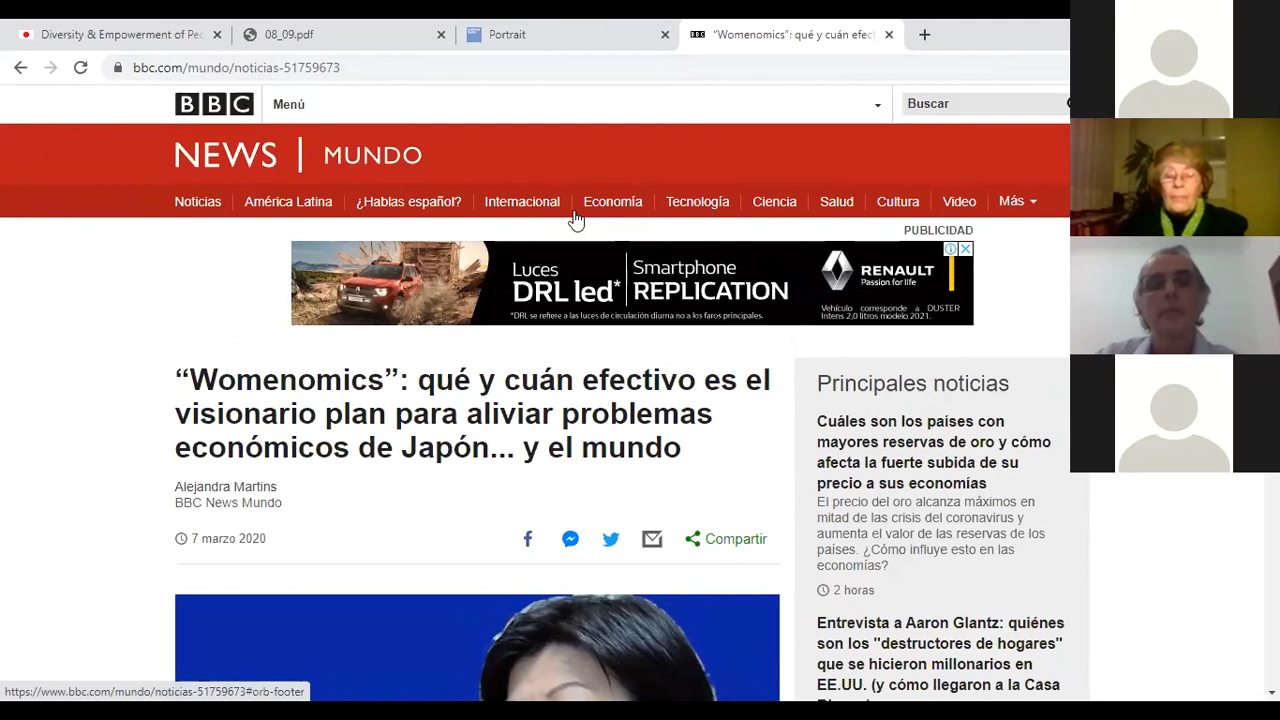 Diversity & Empowerment of Pec
08_09.pdf
Portrait
BBC "Womenomics": qué y cuán efect
bbc.com/mundo/noticias-51759673
BBC Menú Buscar
NEWS | MUNDO
Noticias América Latina ¿Hablas español? Internacional Economía Tecnología Ciencia Salud Cultura Video Más
PUBLICIDAD
Luces
DRL led*
*DRL se refiere a las luces de circulación diurna no a los faros principales.
Smartphone
REPLICATION
RENAULT
Passion for life
Vehículo corresponde a DUSTER
Intens 2,0 litros modelo 2021.
“Womenomics”: qué y cuán efectivo es el
visionario plan para aliviar problemas
económicos de Japón... y el mundo
Alejandra Martins
BBC News Mundo
7 marzo 2020
Compartir
Principales noticias
Cuáles son los países con
mayores reservas de oro y cómo
afecta la fuerte subida de su
precio a sus economías
El precio del oro alcanza máximos en
mitad de las crisis del coronavirus y
aumenta el valor de las reservas de los
países. ¿Cómo influye esto en las
economías?
2 horas
Entrevista a Aaron Glantz: quiénes
son los "destructores de hogares"
que se hicieron millonarios en
EE.UU. (y cómo llegaron a la Casa
https://www.bbc.com/mundo/noticias-51759673#orb-footer